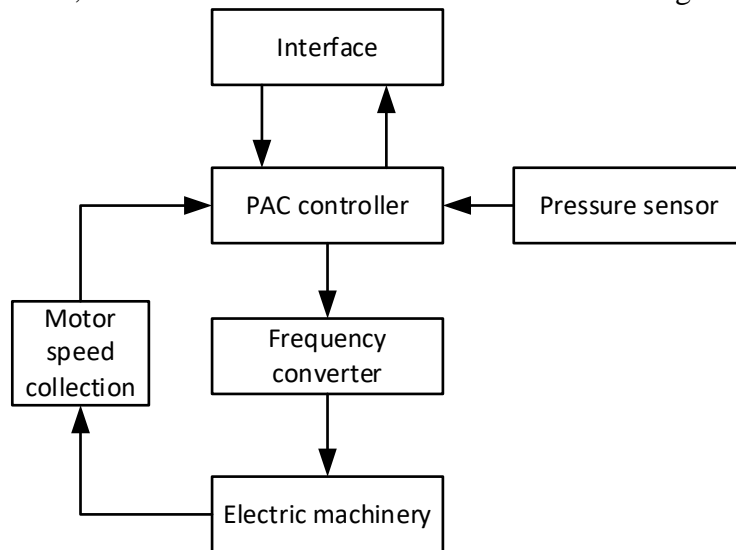 Interface
PAC controller
Pressure sensor
Motor
speed
collection
Frequency
converter
Electric machinery